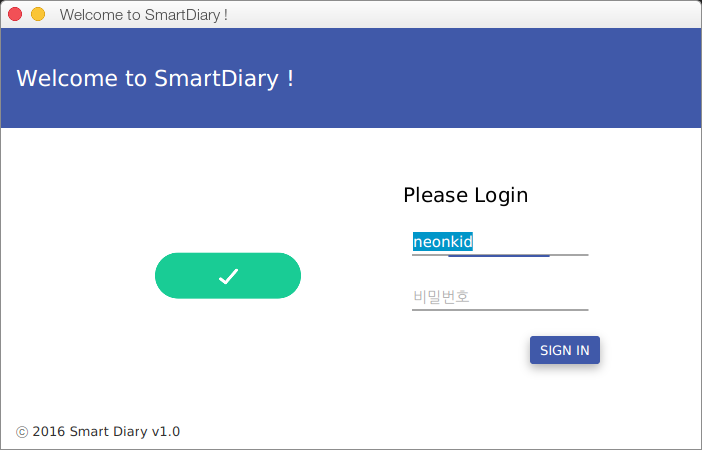 Welcome to SmartDiary !
Welcome to SmartDiary !
Please Login
neonkid
비밀번호
SIGN IN
ⓒ 2016 Smart Diary v1.0